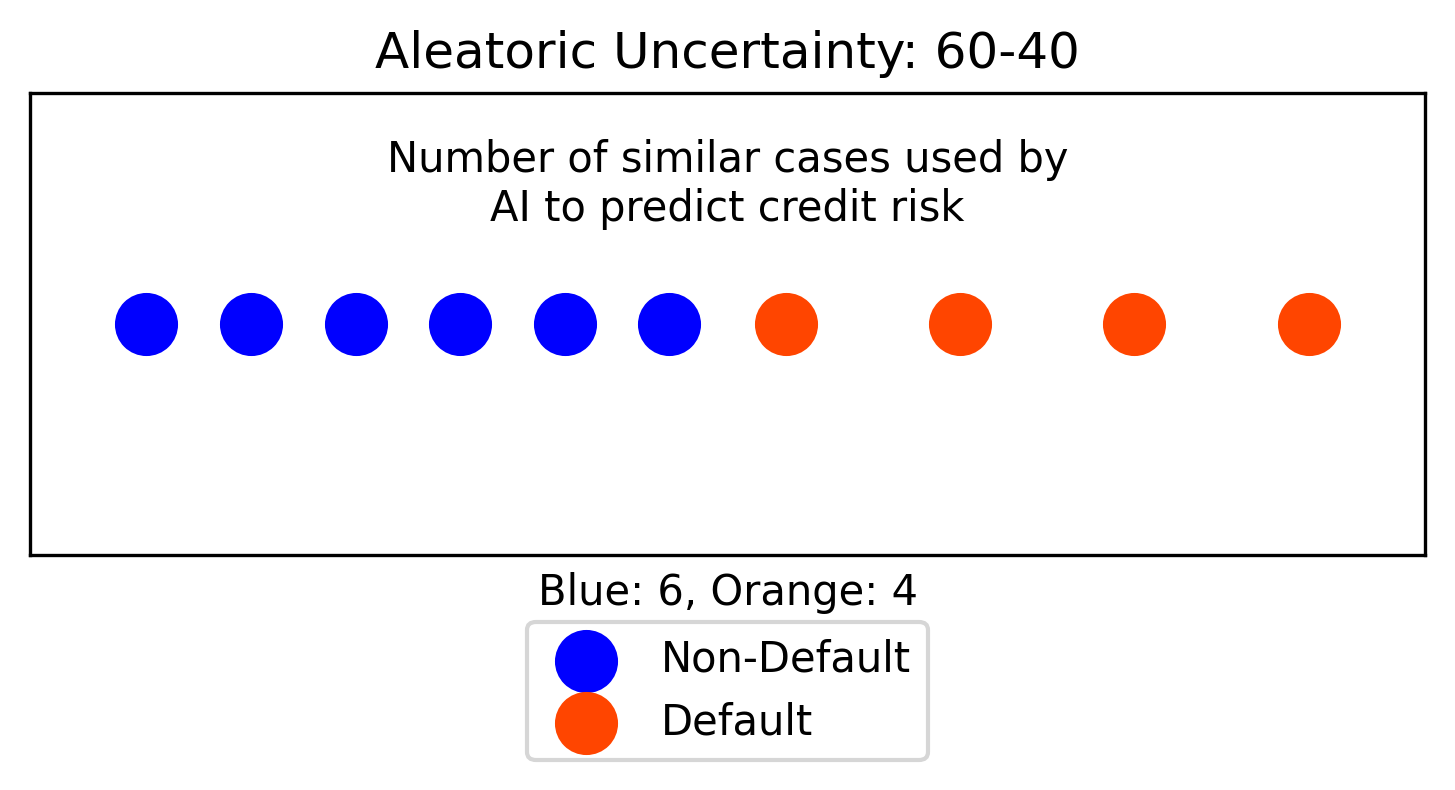 Aleatoric Uncertainty: 60-40
Number of similar cases used by
AI to predict credit risk
Blue: 6, Orange: 4
Non-Default
Default